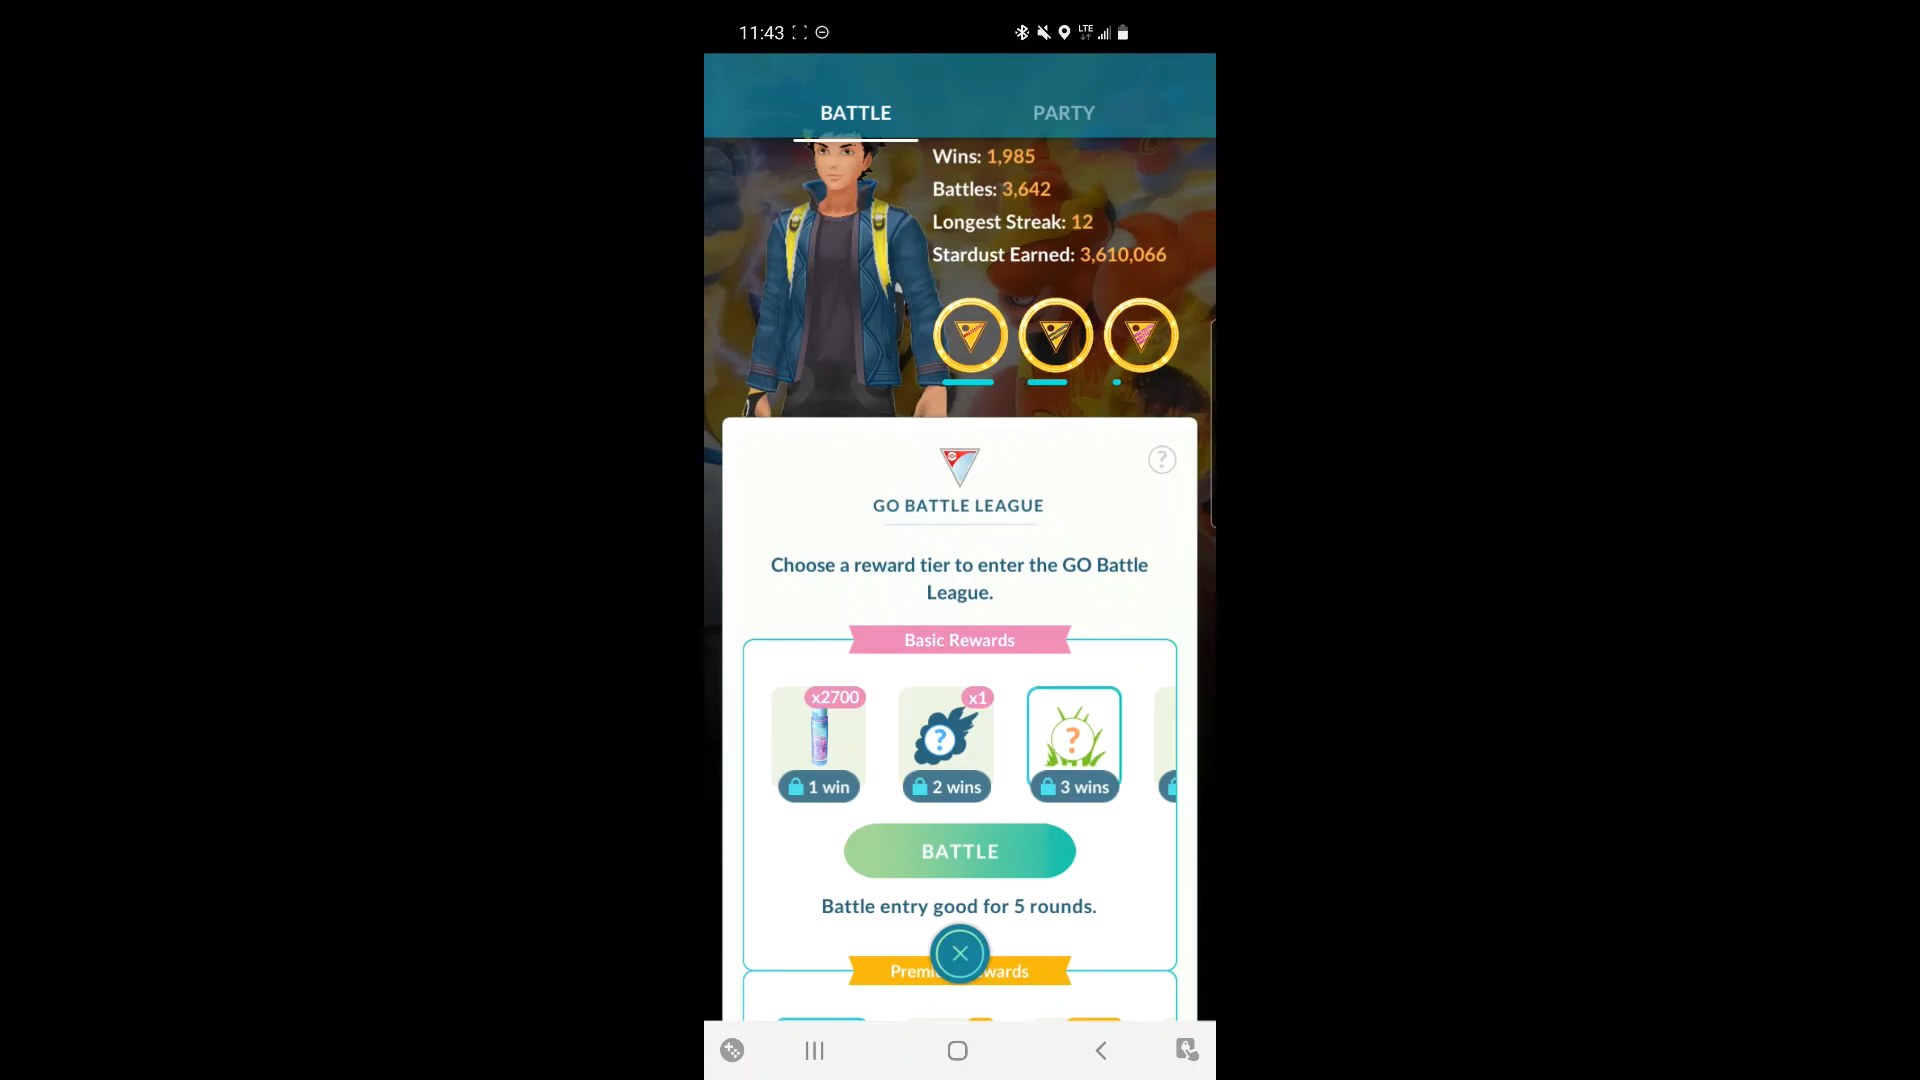 11:43
LTE
BATTLE PARTY
Wins: 1,985
Battles: 3,642
Longest Streak: 12
Stardust Earned: 3,610,066
?
GO BATTLE LEAGUE
Choose a reward tier to enter the GO Battle
League.
Basic Rewards
x2700 x1
? ?
1 win 2 wins 3 wins
BATTLE
Battle entry good for 5 rounds.